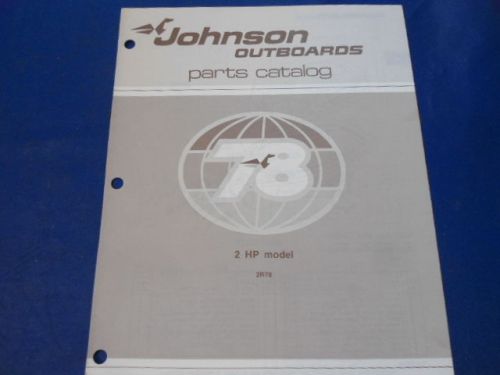 Johnson
OUTBOARDS
parts catalog
78
2 HP model
2R78